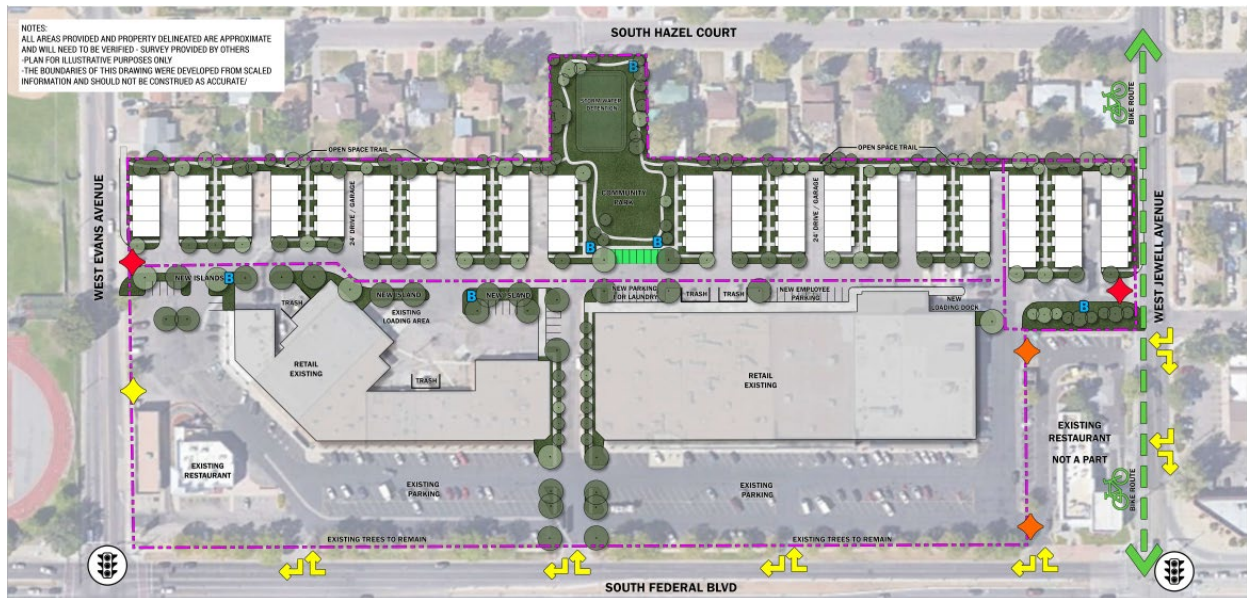 NOTES:
ALL AREAS PROVIDED AND PROPERTY DELINEATED ARE APPROXIMATE
AND WILL NEED TO BE VERIFIED - SURVEY PROVIDED BY OTHERS
-PLAN FOR ILLUSTRATIVE PURPOSES ONLY
-THE BOUNDARIES OF THIS DRAWING WERE DEVELOPED FROM SCALED
INFORMATION AND SHOULD NOT BE CONSTRUED AS ACCURATE/
SOUTH HAZEL COURT
B
STORM WATER
DETENTION
BIKE ROUTE
OPEN SPACE TRAIL
OPEN SPACE TRAIL
WEST EVANS AVENUE
24' DRIVE / GARAGE
COMMUNITY
PARK
24' DRIVE / GARAGE
WEST JEWELL AVENUE
B
B
NEW ISLANDS
B
NEW ISLAND
B
NEW ISLAND
NEW PARKING
FOR LAUNDRY
TRASH
TRASH
NEW EMPLOYEE
PARKING
NEW
LOADING DOCK
B
TRASH
EXISTING
LOADING AREA
RETAIL
EXISTING
TRASH
RETAIL
EXISTING
EXISTING
RESTAURANT
NOT A PART
EXISTING
RESTAURANT
EXISTING
PARKING
EXISTING
PARKING
BIKE ROUTE
EXISTING TREES TO REMAIN
EXISTING TREES TO REMAIN
SOUTH FEDERAL BLVD